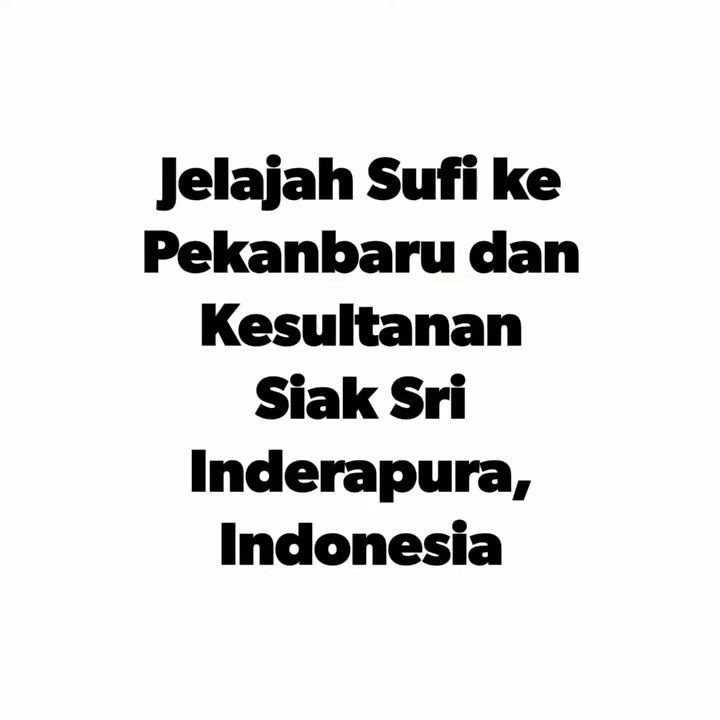 Jelajah Sufi ke
Pekanbaru dan
Kesultanan
Siak Sri
Inderapura,
Indonesia